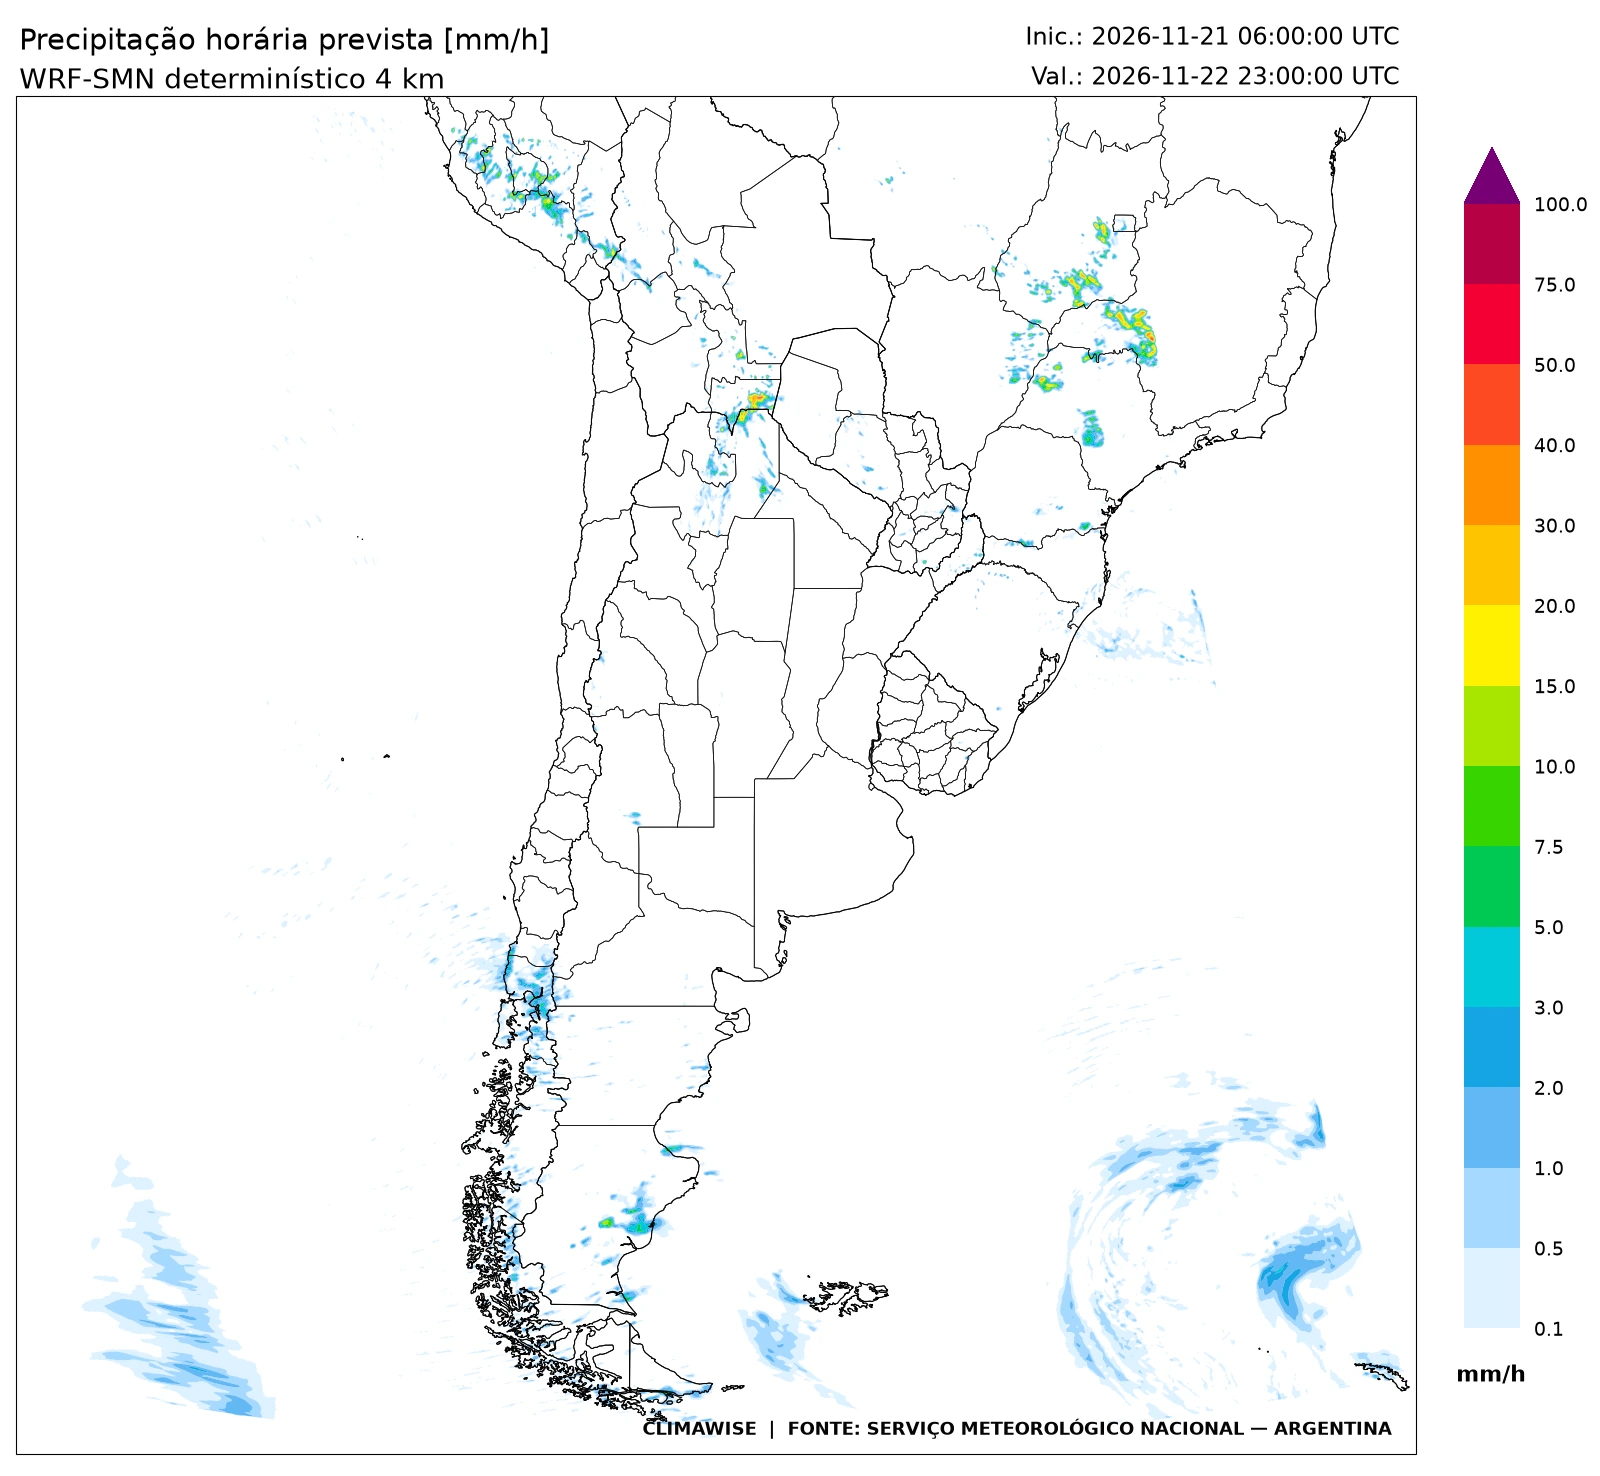 Precipitação horária prevista [mm/h]
WRF-SMN determinístico 4 km
Inic.: 2026-11-21 06:00:00 UTC
Val.: 2026-11-22 23:00:00 UTC
100.0
75.0
50.0
40.0
30.0
20.0
15.0
10.0
7.5
5.0
3.0
2.0
1.0
0.5
0.1
mm/h
CLIMAWISE | FONTE: SERVIÇO METEOROLÓGICO NACIONAL — ARGENTINA